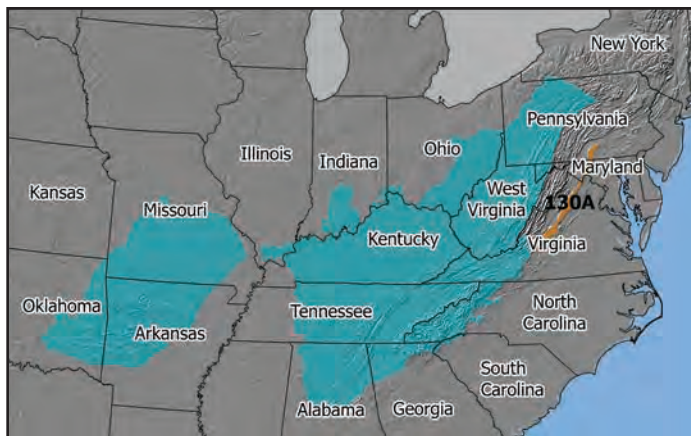 New York
Pennsylvania
Ohio
Illinois
Indiana
Maryland
Kansas
West
Virginia
130A
Missouri
Kentucky
Virginia
Oklahoma
Tennessee
North
Carolina
Arkansas
South
Carolina
Alabama
Georgia